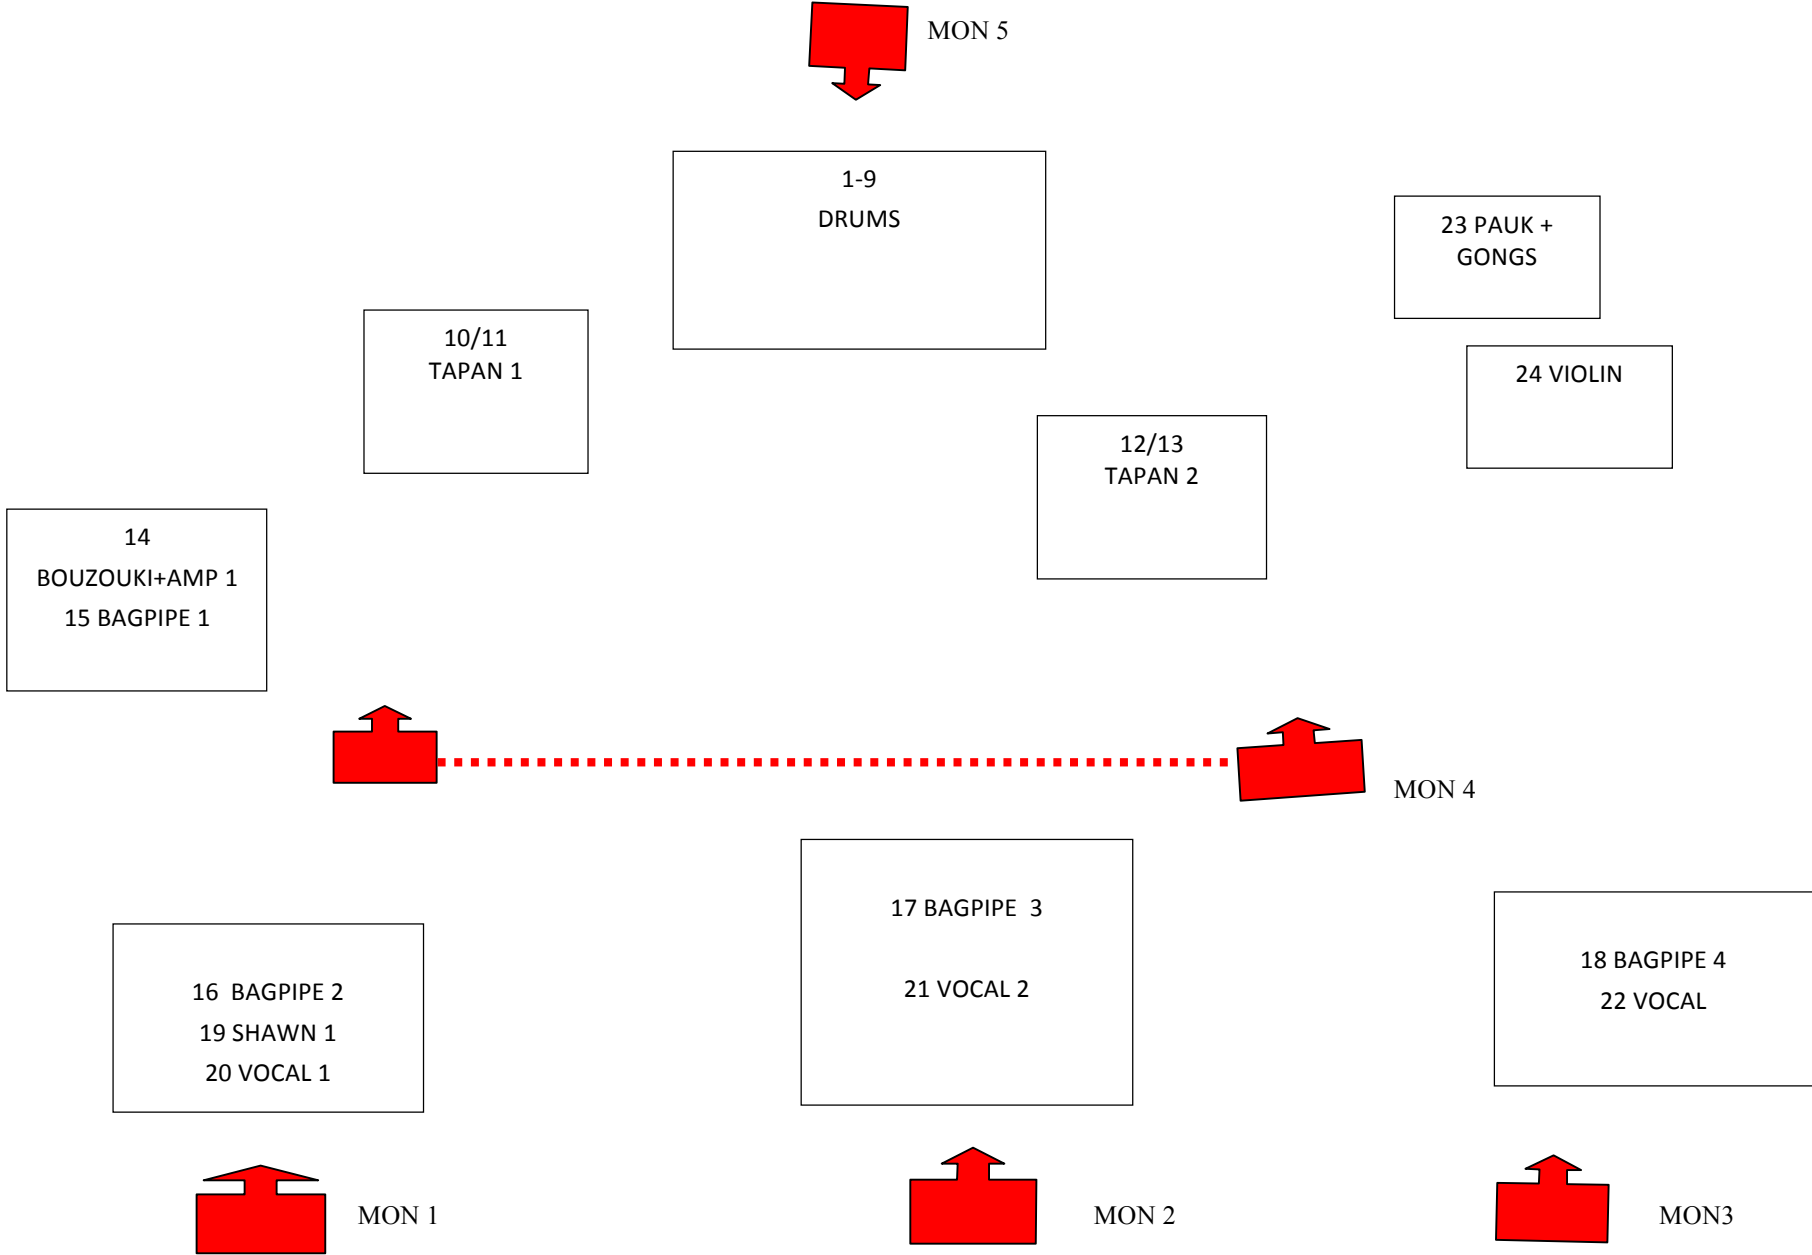 MON 5
1-9
DRUMS
23 PAUK +
GONGS
10/11
TAPAN 1
24 VIOLIN
12/13
TAPAN 2
14
BOUZOUKI+AMP 1
15 BAGPIPE 1
MON 4
17 BAGPIPE 3
21 VOCAL 2
18 BAGPIPE 4
22 VOCAL
16 BAGPIPE 2
19 SHAWN 1
20 VOCAL 1
MON 1
MON 2
MON3